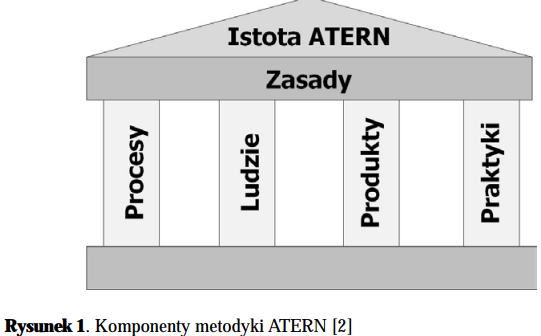 Istota ATERN
Zasady
Procesy
Ludzie
Produkty
Praktyki
Rysunek 1. Komponenty metodyki ATERN [2]